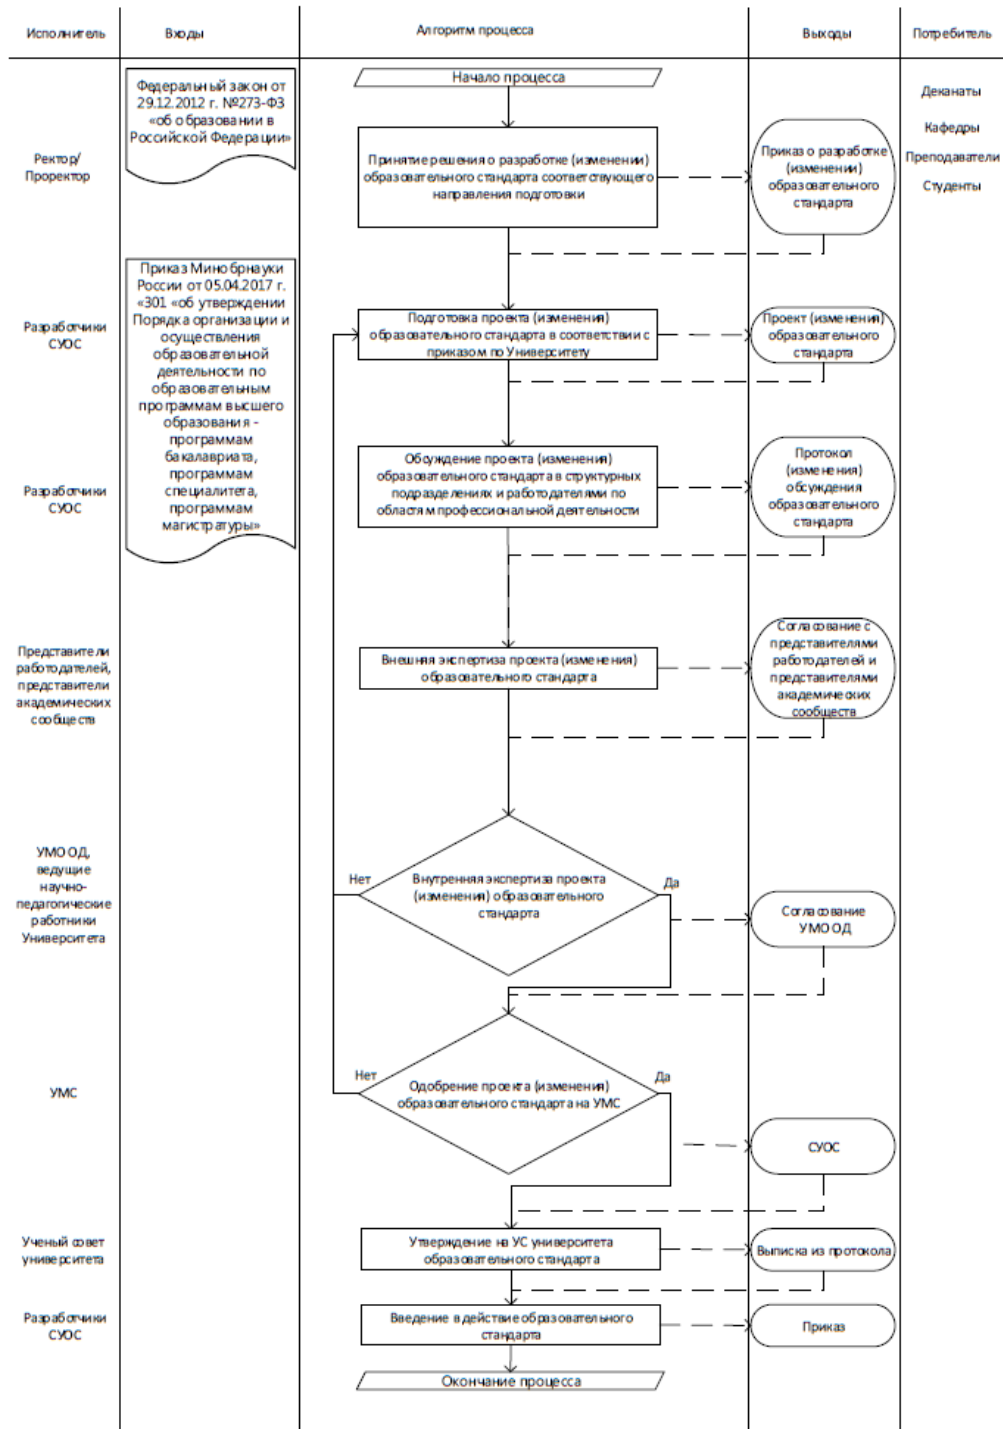 Исполнитель
Входы
Алгоритм процесса
Выходы
Потребитель
Начало процесса
Федеральный закон от
29.12.2012 г. №273-ФЗ
«об образовании в
Российской Федерации»
Деканаты
Кафедры
Преподаватели
Студенты
Ректор/
Проректор
Принятие решения о разработке (изменении)
образовательного стандарта соответствующего
направления подготовки
Приказ о разработке
(изменении)
образовательного
стандарта
Приказ Минобрнауки
России от 05.04.2017 г.
«301 «об утверждении
Порядка организации и
осуществления
образовательной
деятельности по
образовательным
программам высшего
образования -
программам
бакалавриата,
программам
специалитета,
программам
магистратуры»
Разработчики
СУОС
Подготовка проекта (изменения)
образовательного стандарта в соответствии с
приказом по Университету
Проект (изменения)
образовательного
стандарта
Разработчики
СУОС
Обсуждение проекта (изменения)
образовательного стандарта в структурных
подразделениях и работодателями по
областям профессиональной деятельности
Протокол
(изменения)
обсуждения
образовательного
стандарта
Представители
работодателей,
представители
академических
сообществ
Внешняя экспертиза проекта (изменения)
образовательного стандарта
Согласование с
представителями
работодателей и
представителями
академических
сообществ
УМООД,
ведущие
научно-
педагогические
работники
Университета
Нет
Внутренняя экспертиза проекта
(изменения) образовательного
стандарта
Да
Согласование
УМООД
УМС
Нет
Одобрение проекта (изменения)
образовательного стандарта на УМС
Да
СУОС
Ученый совет
университета
Утверждение на УС университета
образовательного стандарта
Выписка из протокола
Разработчики
СУОС
Введение в действие образовательного
стандарта
Приказ
Окончание процесса